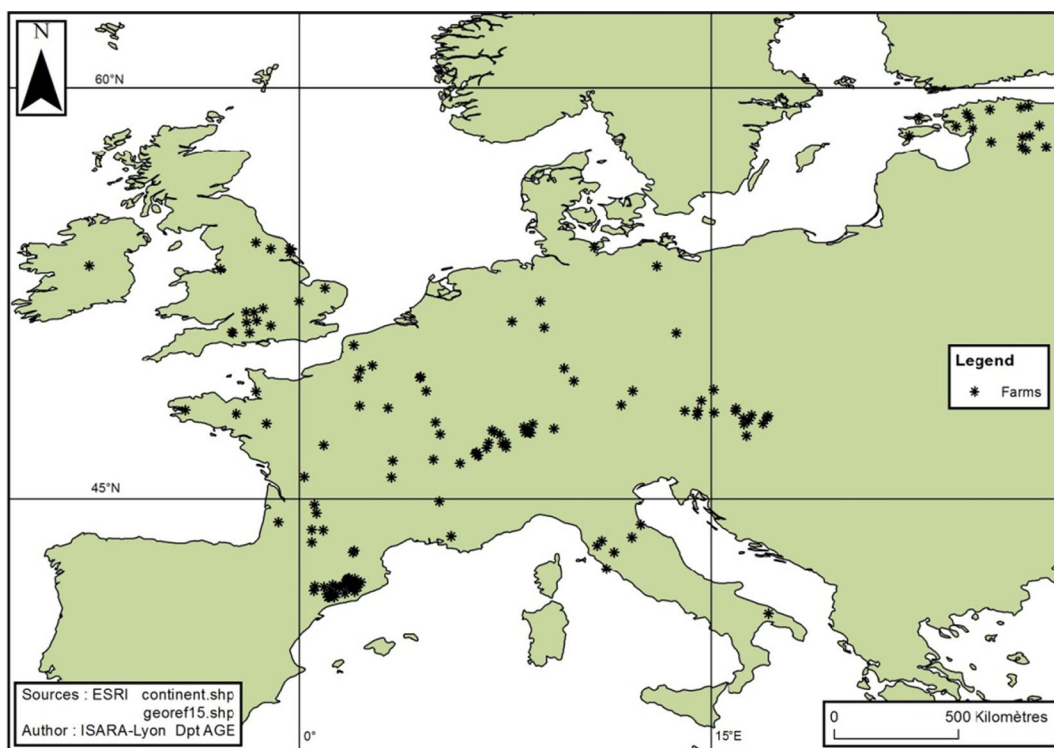 N
60°N
Legend
Farms
45°N
Sources : ESRI continent.shp
georef15.shp
Author : ISARA-Lyon Dpt AGE
0 500 Kilomètres
0°
15°E